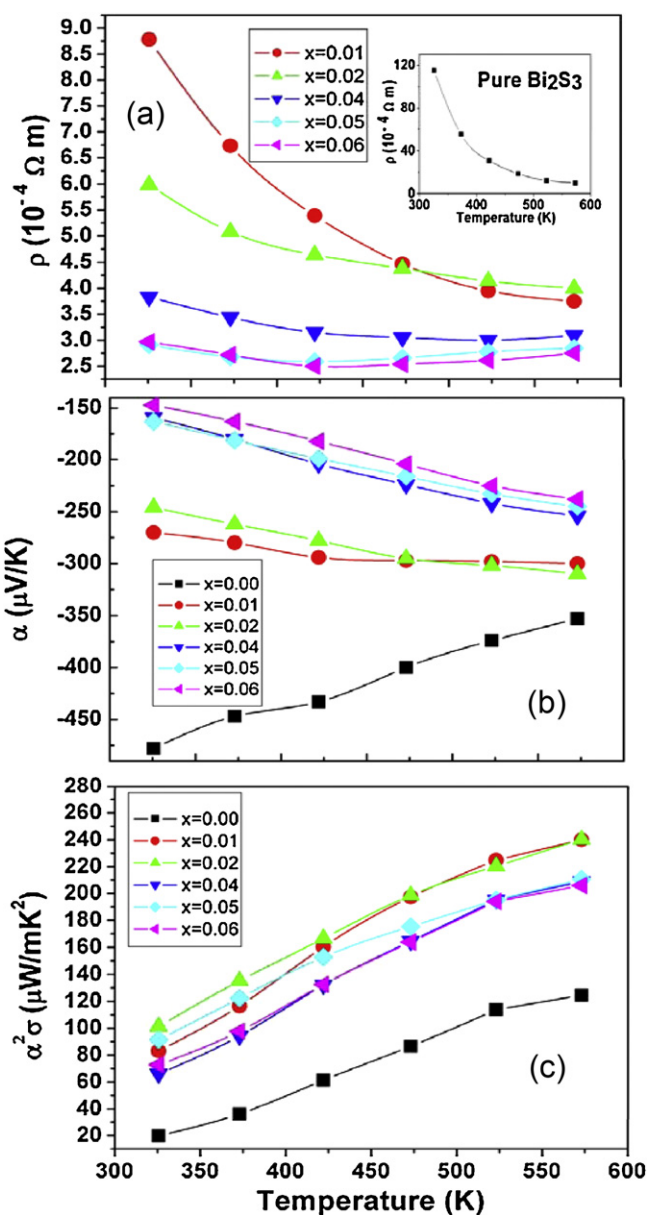 9.0
8.5
8.0
7.5
7.0
6.5
6.0
5.5
5.0
4.5
4.0
3.5
3.0
2.5
ρ (10⁻⁴ Ω m)
(a)
x=0.01
x=0.02
x=0.04
x=0.05
x=0.06
Pure Bi2S3
ρ (10⁻⁴ Ω m)
120
80
40
0
300 400 500 600
Temperature (K)
-150
-200
-250
-300
-350
-400
-450
α (μV/K)
x=0.00
x=0.01
x=0.02
x=0.04
x=0.05
x=0.06
(b)
280
260
240
220
200
180
160
140
120
100
80
60
40
20
α²σ (μW/mK²)
x=0.00
x=0.01
x=0.02
x=0.04
x=0.05
x=0.06
(c)
300 350 400 450 500 550 600
Temperature (K)